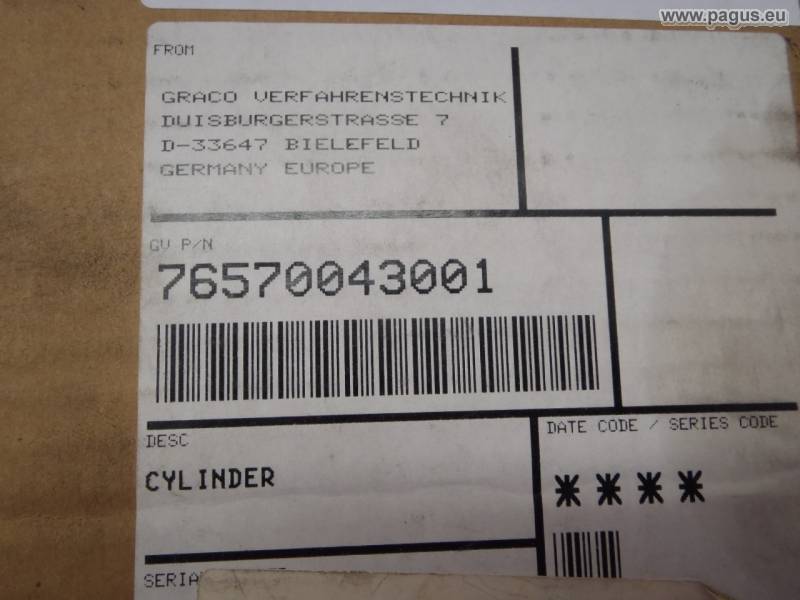 www.pagus.eu
FROM
GRACO VERFAHRENSTECHNIK
DUISBURGERSTRASSE 7
D-33647 BIELEFELD
GERMANY EUROPE
GV P/N
76570043001
DESC
CYLINDER
DATE CODE / SERIES CODE
****